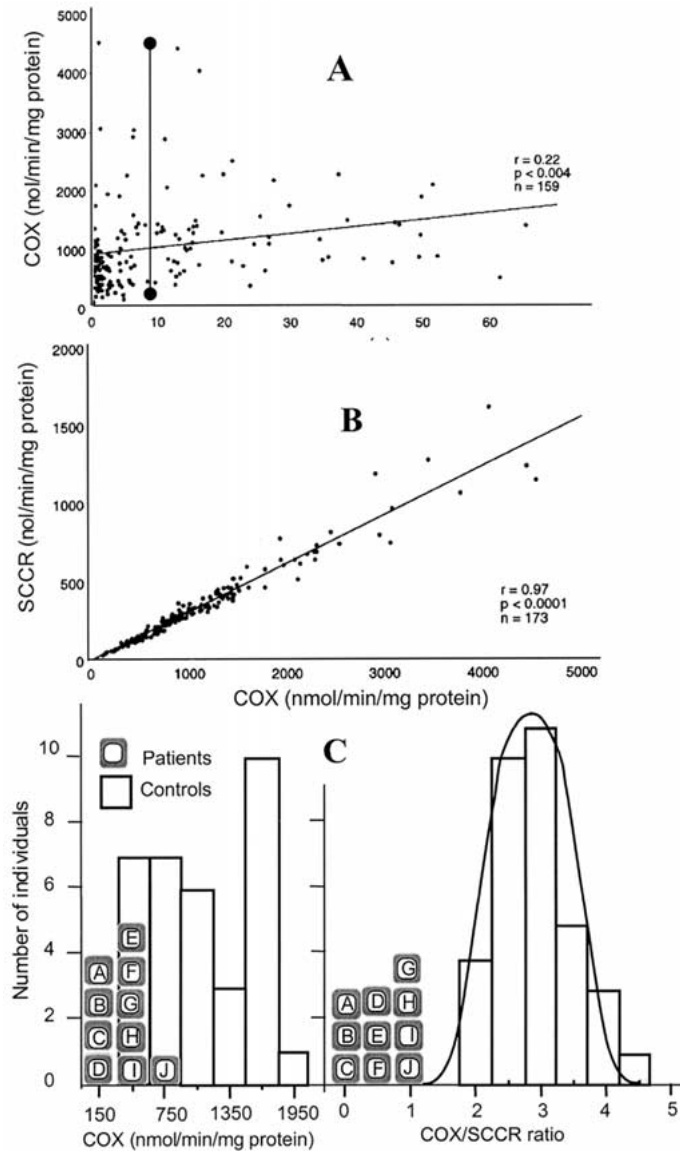 5000
4000
3000
2000
1000
0
COX (nol/min/mg protein)
A
r = 0.22
p < 0.004
n = 159
0 10 20 30 40 50 60
2000
1500
1000
500
0
SCCR (nol/min/mg protein)
B
r = 0.97
p < 0.0001
n = 173
0 1000 2000 3000 4000 5000
COX (nmol/min/mg protein)
C
Patients
Controls
10
8
6
4
2
0
Number of individuals
E
A F
B G
C H
D I J
150 750 1350 1950
COX (nmol/min/mg protein)
G
A D H
B E I
C F J
0 1 2 3 4 5
COX/SCCR ratio